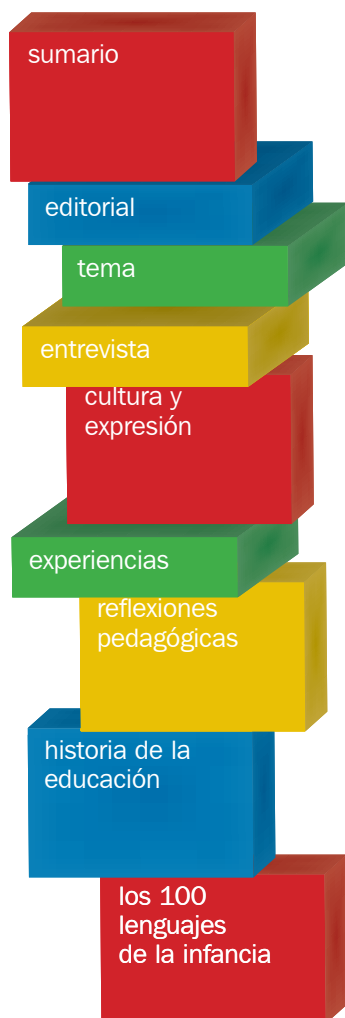 sumario
editorial
tema
entrevista
cultura y
expresión
experiencias
reflexiones
pedagógicas
historia de la
educación
los 100
lenguajes
de la infancia